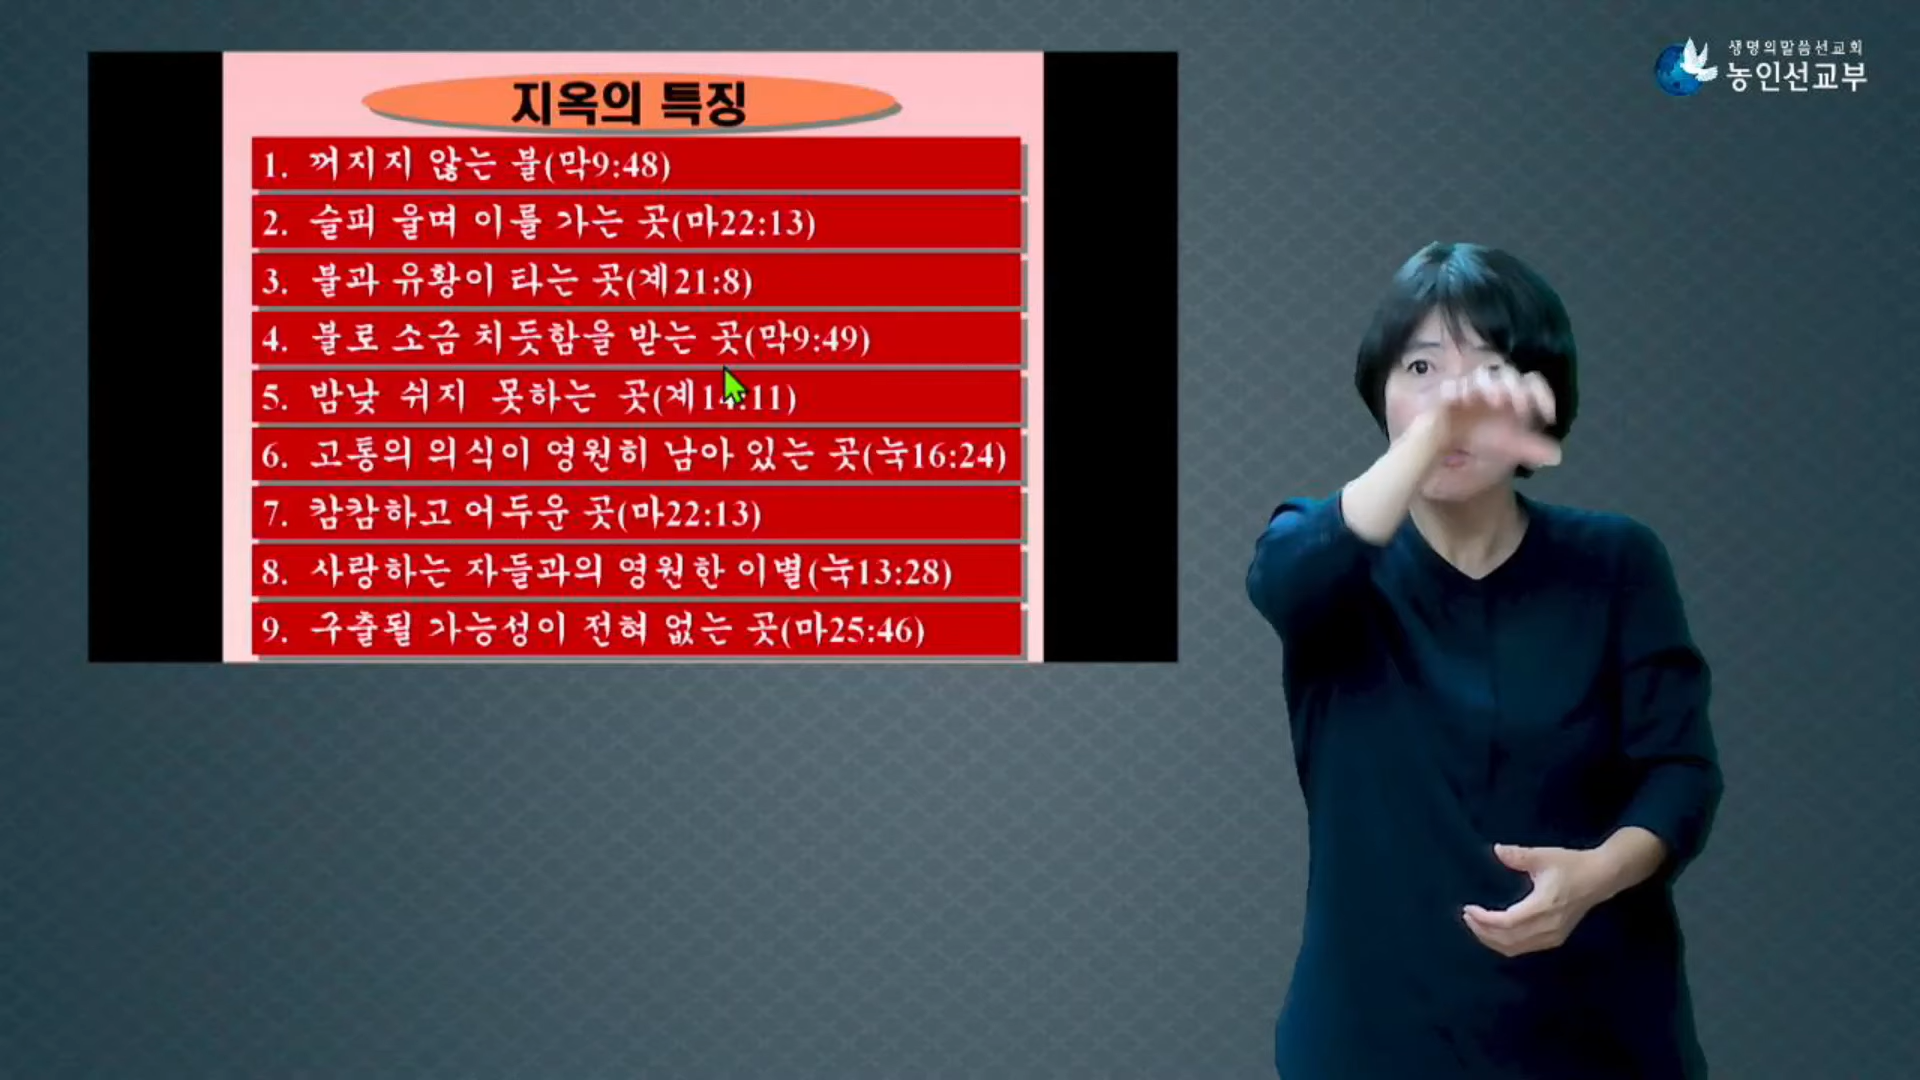 지옥의 특징
1. 꺼지지 않는 불(막9:48)
2. 슬피 울며 이를 가는 곳(마22:13)
3. 불과 유황이 타는 곳(계21:8)
4. 불로 소금 치듯함을 받는 곳(막9:49)
5. 밤낮 쉬지 못하는 곳(계14:11)
6. 고통의 의식이 영원히 남아 있는 곳(눅16:24)
7. 캄캄하고 어두운 곳(마22:13)
8. 사랑하는 자들과의 영원한 이별(눅13:28)
9. 구출될 가능성이 전혀 없는 곳(마25:46)
생명의말씀선교회
농인선교부